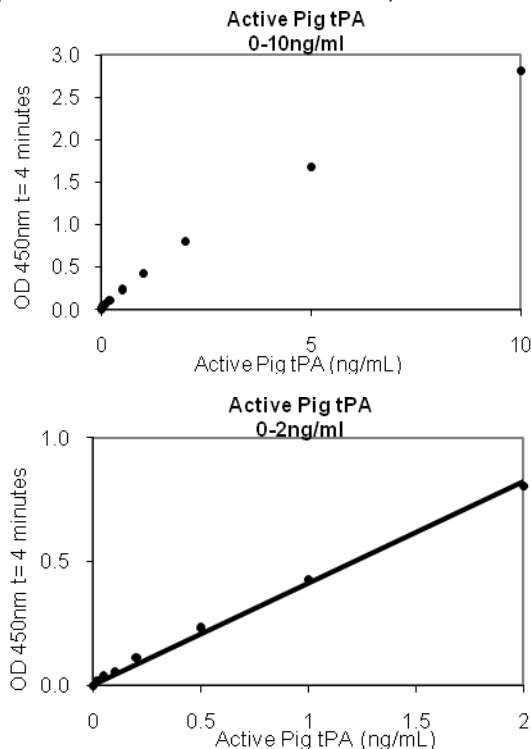 Active Pig tPA
0-10ng/ml
OD 450nm t= 4 minutes
3.0
2.5
2.0
1.5
1.0
0.5
0.0
0 5 10
Active Pig tPA (ng/mL)
Active Pig tPA
0-2ng/ml
OD 450nm t= 4 minutes
1.0
0.5
0.0
0 0.5 1 1.5 2
Active Pig tPA (ng/mL)